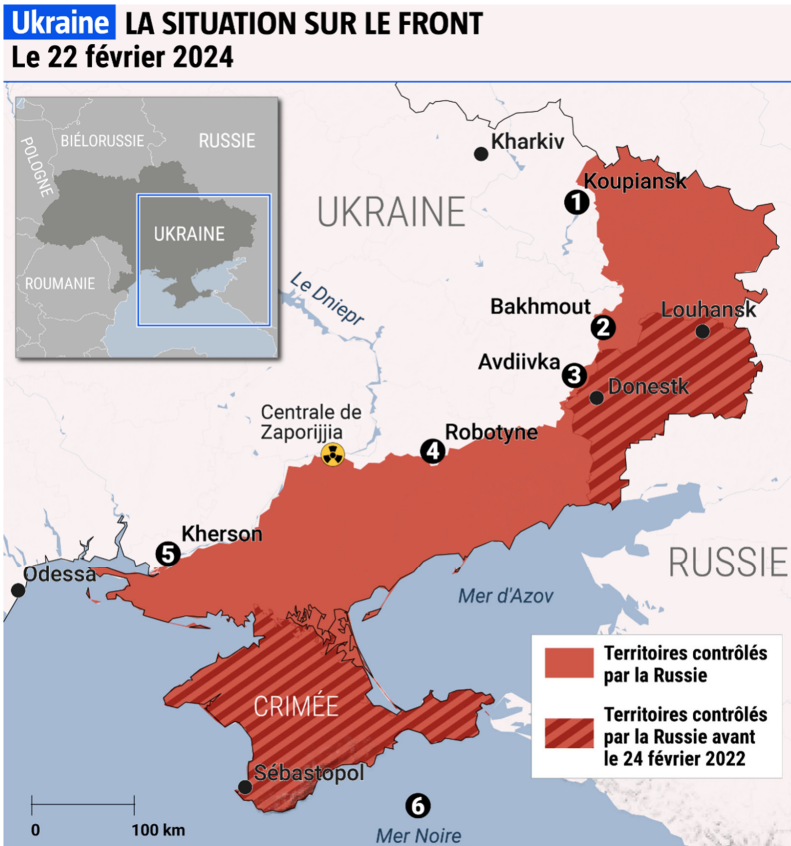 Ukraine LA SITUATION SUR LE FRONT
Le 22 février 2024
POLOGNE
BIÉLORUSSIE
RUSSIE
UKRAINE
ROUMANIE
Kharkiv
UKRAINE
Koupiansk
1
Le Dniepr
Bakhmout
2
Louhansk
Avdiivka
3
Donestk
Centrale de
Zaporijjia
Robotyne
4
Kherson
5
Odessa
RUSSIE
Mer d'Azov
CRIMÉE
Sébastopol
6
Mer Noire
Territoires contrôlés
par la Russie
Territoires contrôlés
par la Russie avant
le 24 février 2022
0
100 km